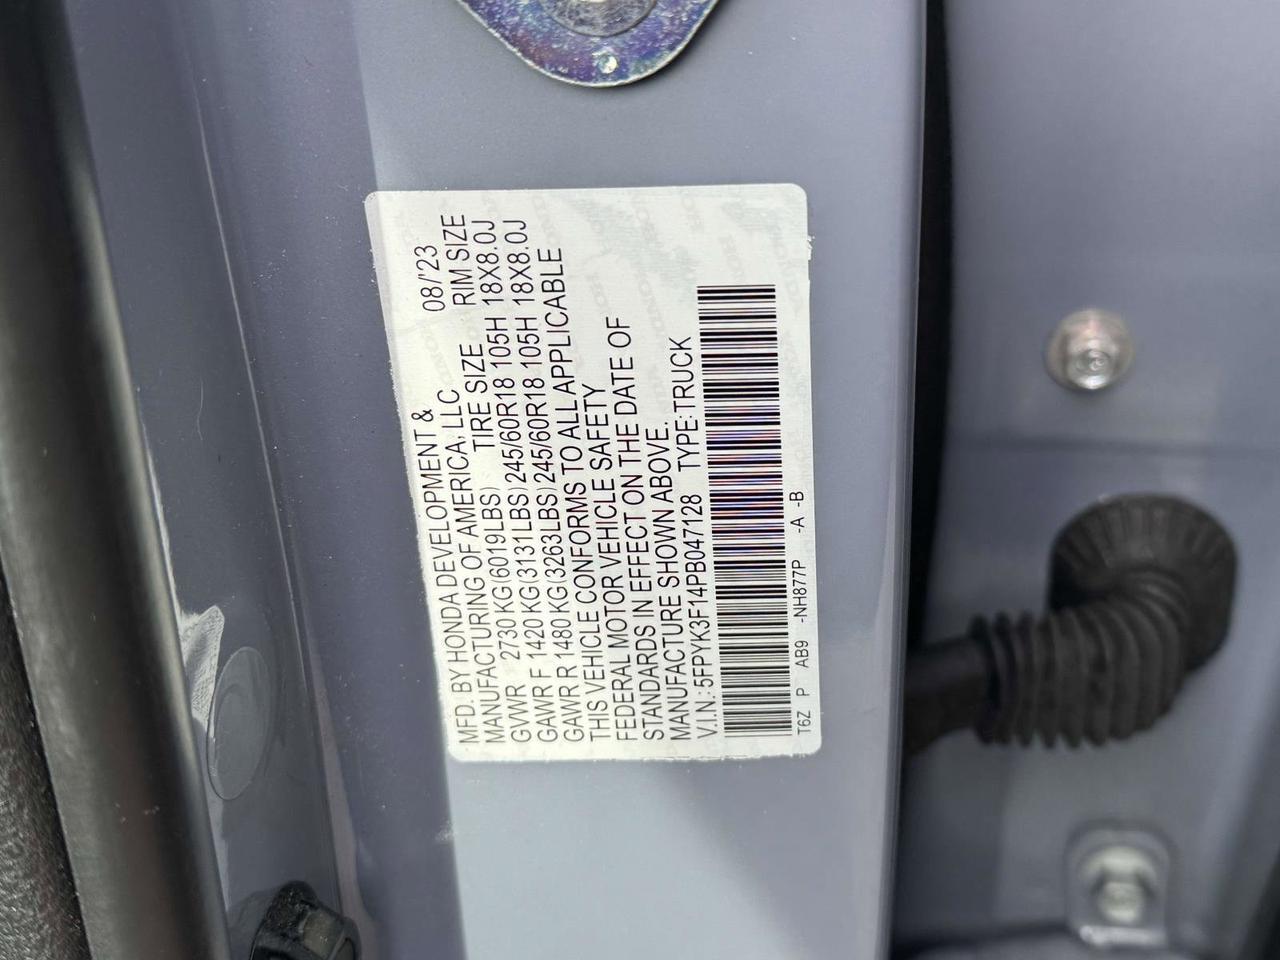 MFD. BY HONDA DEVELOPMENT & 08/'23
MANUFACTURING OF AMERICA, LLC
TIRE SIZE RIM SIZE
GVWR 2730 KG(6019LBS)
GAWR F 1420 KG(3131LBS) 245/60R18 105H 18X8.0J
GAWR R 1480 KG(3263LBS) 245/60R18 105H 18X8.0J
THIS VEHICLE CONFORMS TO ALL APPLICABLE
FEDERAL MOTOR VEHICLE SAFETY
STANDARDS IN EFFECT ON THE DATE OF
MANUFACTURE SHOWN ABOVE.
V.I.N.: 5FPYK3F14PB047128 TYPE: TRUCK
T6Z P AB9 -NH877P -A -B